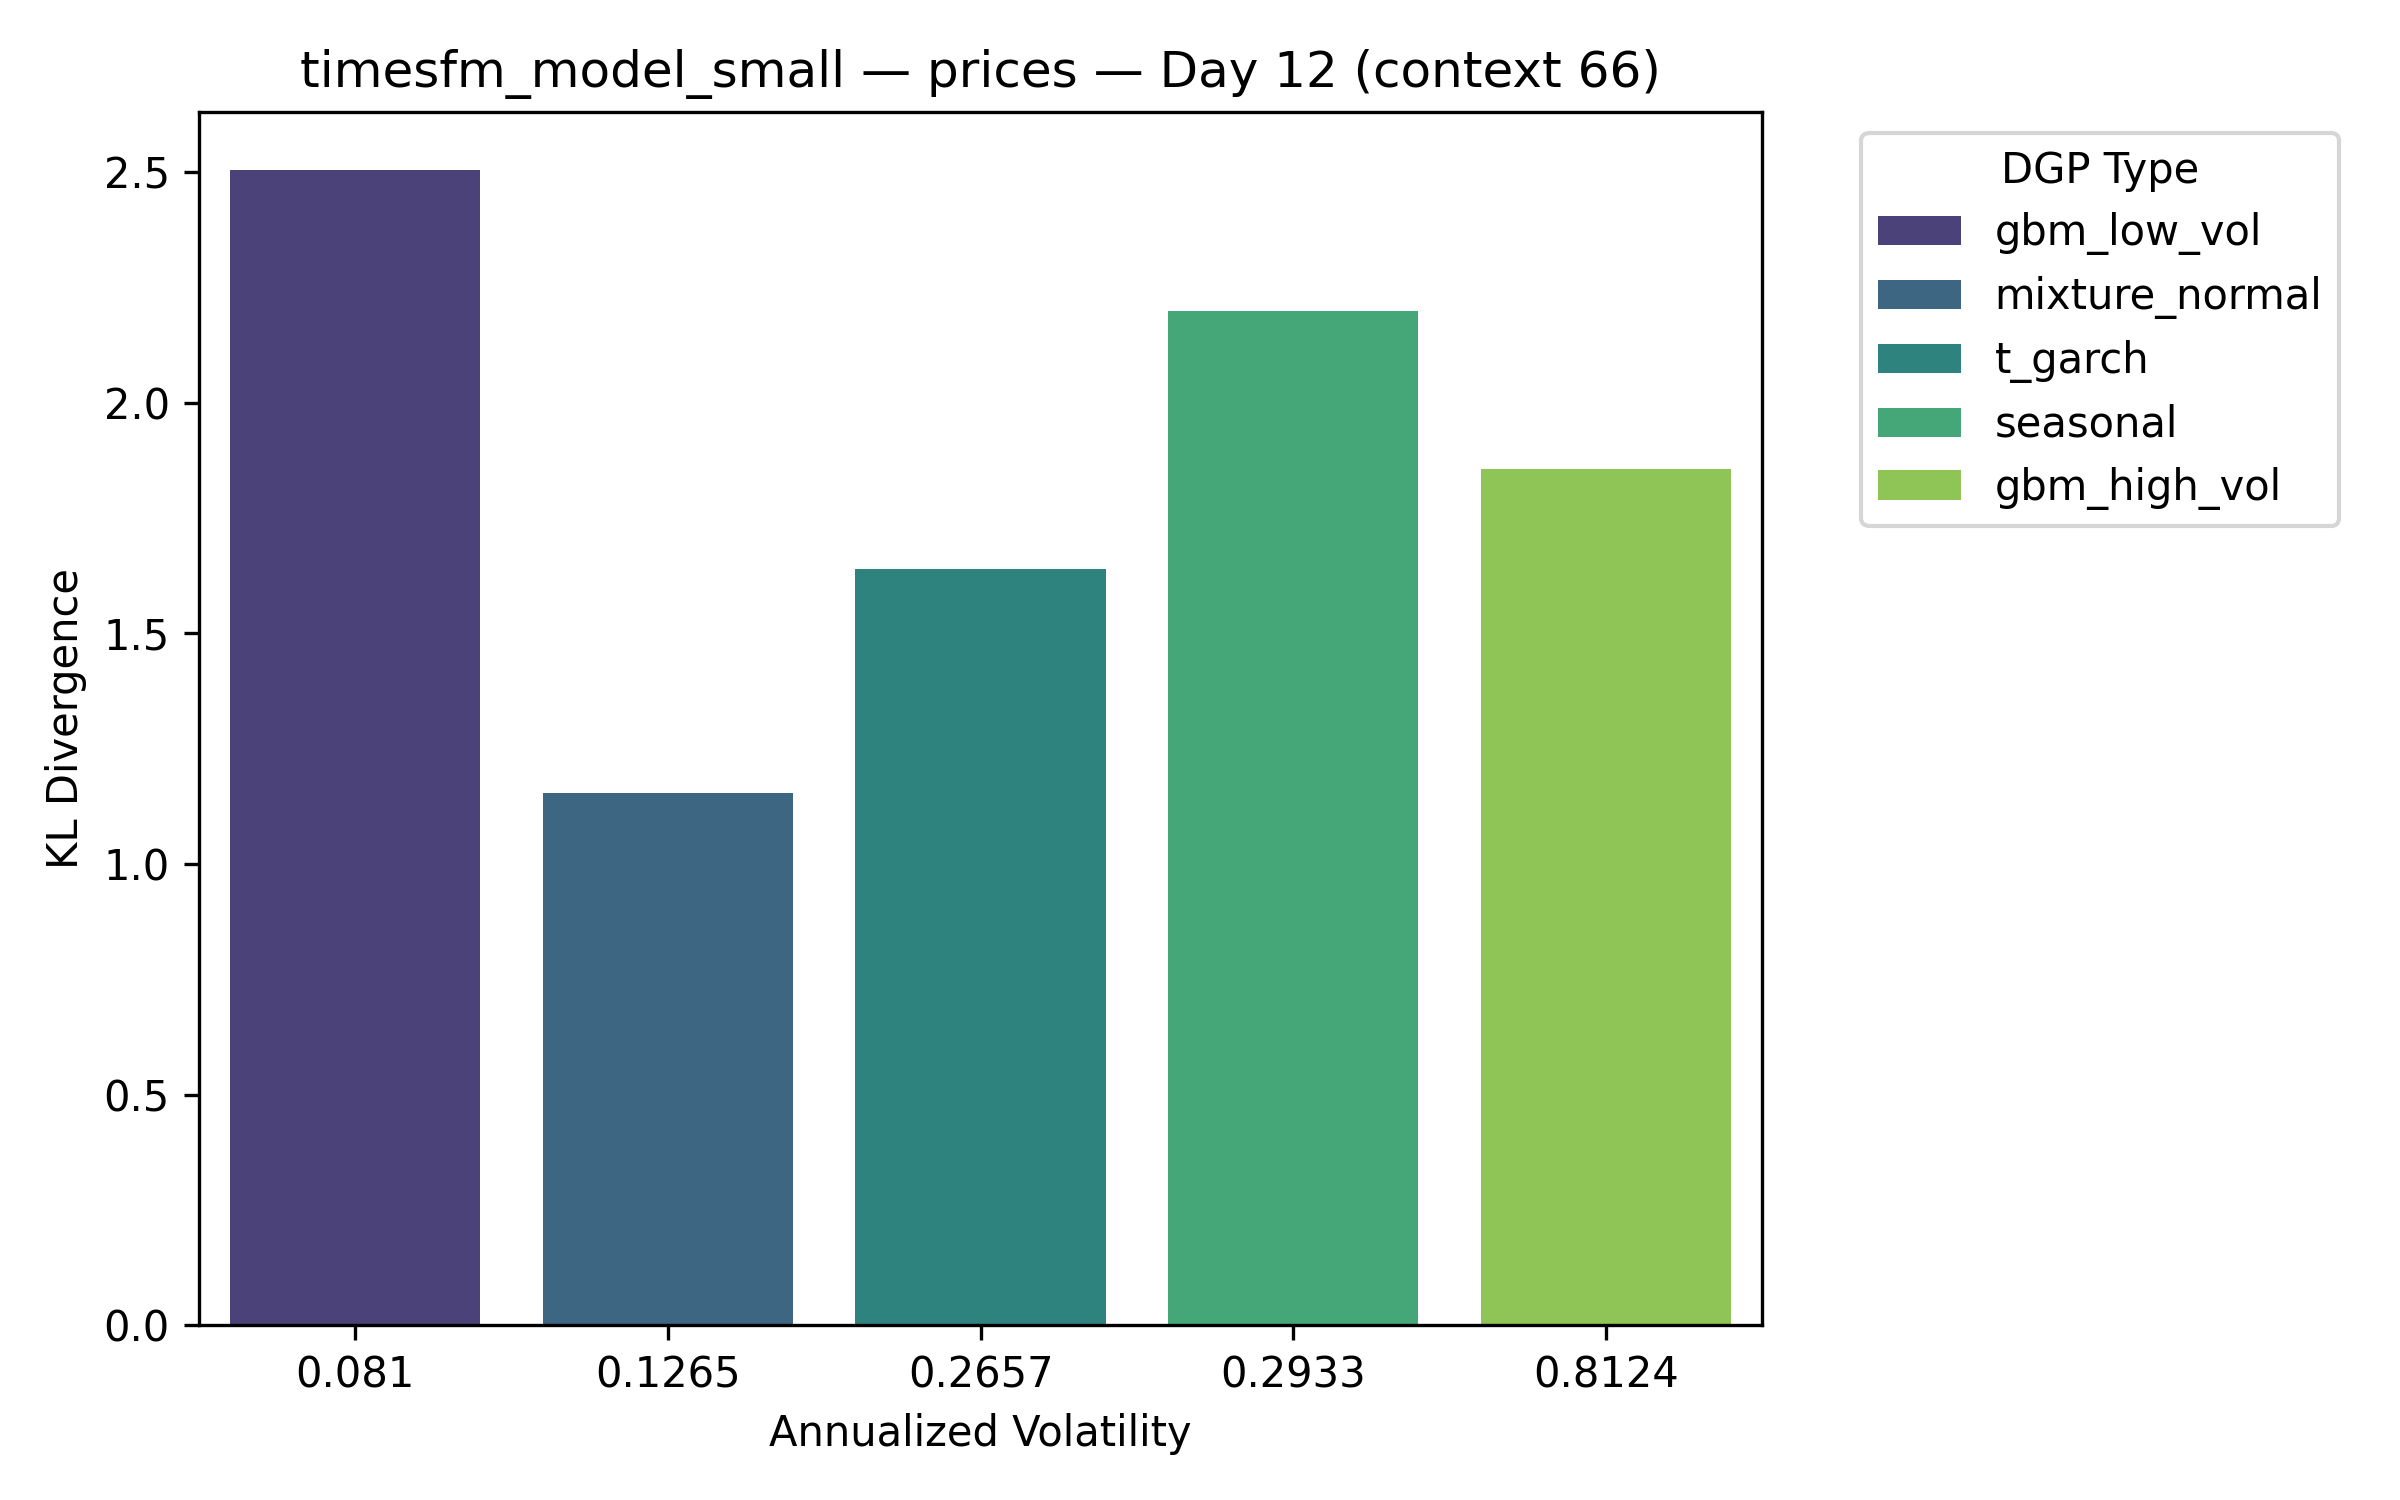 timesfm_model_small — prices — Day 12 (context 66)
KL Divergence
2.5
2.0
1.5
1.0
0.5
0.0
0.081 0.1265 0.2657 0.2933 0.8124
Annualized Volatility
DGP Type
gbm_low_vol
mixture_normal
t_garch
seasonal
gbm_high_vol